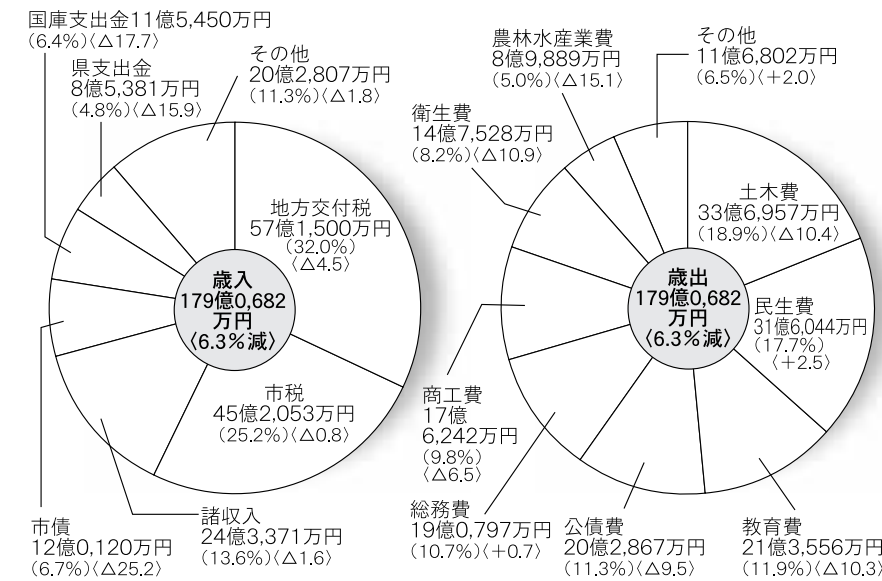 国庫支出金11億5,450万円
(6.4%)〈△17.7〉
県支出金
8億5,381万円
(4.8%)〈△15.9〉
その他
20億2,807万円
(11.3%)〈△1.8〉
地方交付税
57億1,500万円
(32.0%)
〈△4.5〉
歳入
179億0,682
万円
〈6.3%減〉
市税
45億2,053万円
(25.2%)〈△0.8〉
諸収入
24億3,371万円
(13.6%)〈△1.6〉
市債
12億0,120万円
(6.7%)〈△25.2〉
農林水産業費
8億9,889万円
(5.0%)〈△15.1〉
その他
11億6,802万円
(6.5%)〈+2.0〉
衛生費
14億7,528万円
(8.2%)〈△10.9〉
土木費
33億6,957万円
(18.9%)〈△10.4〉
歳出
179億0,682
万円
〈6.3%減〉
民生費
31億6,044万円
(17.7%)
〈+2.5〉
商工費
17億
6,242万円
(9.8%)
〈△6.5〉
総務費
19億0,797万円
(10.7%)〈+0.7〉
公債費
20億2,867万円
(11.3%)〈△9.5〉
教育費
21億3,556万円
(11.9%)〈△10.3〉